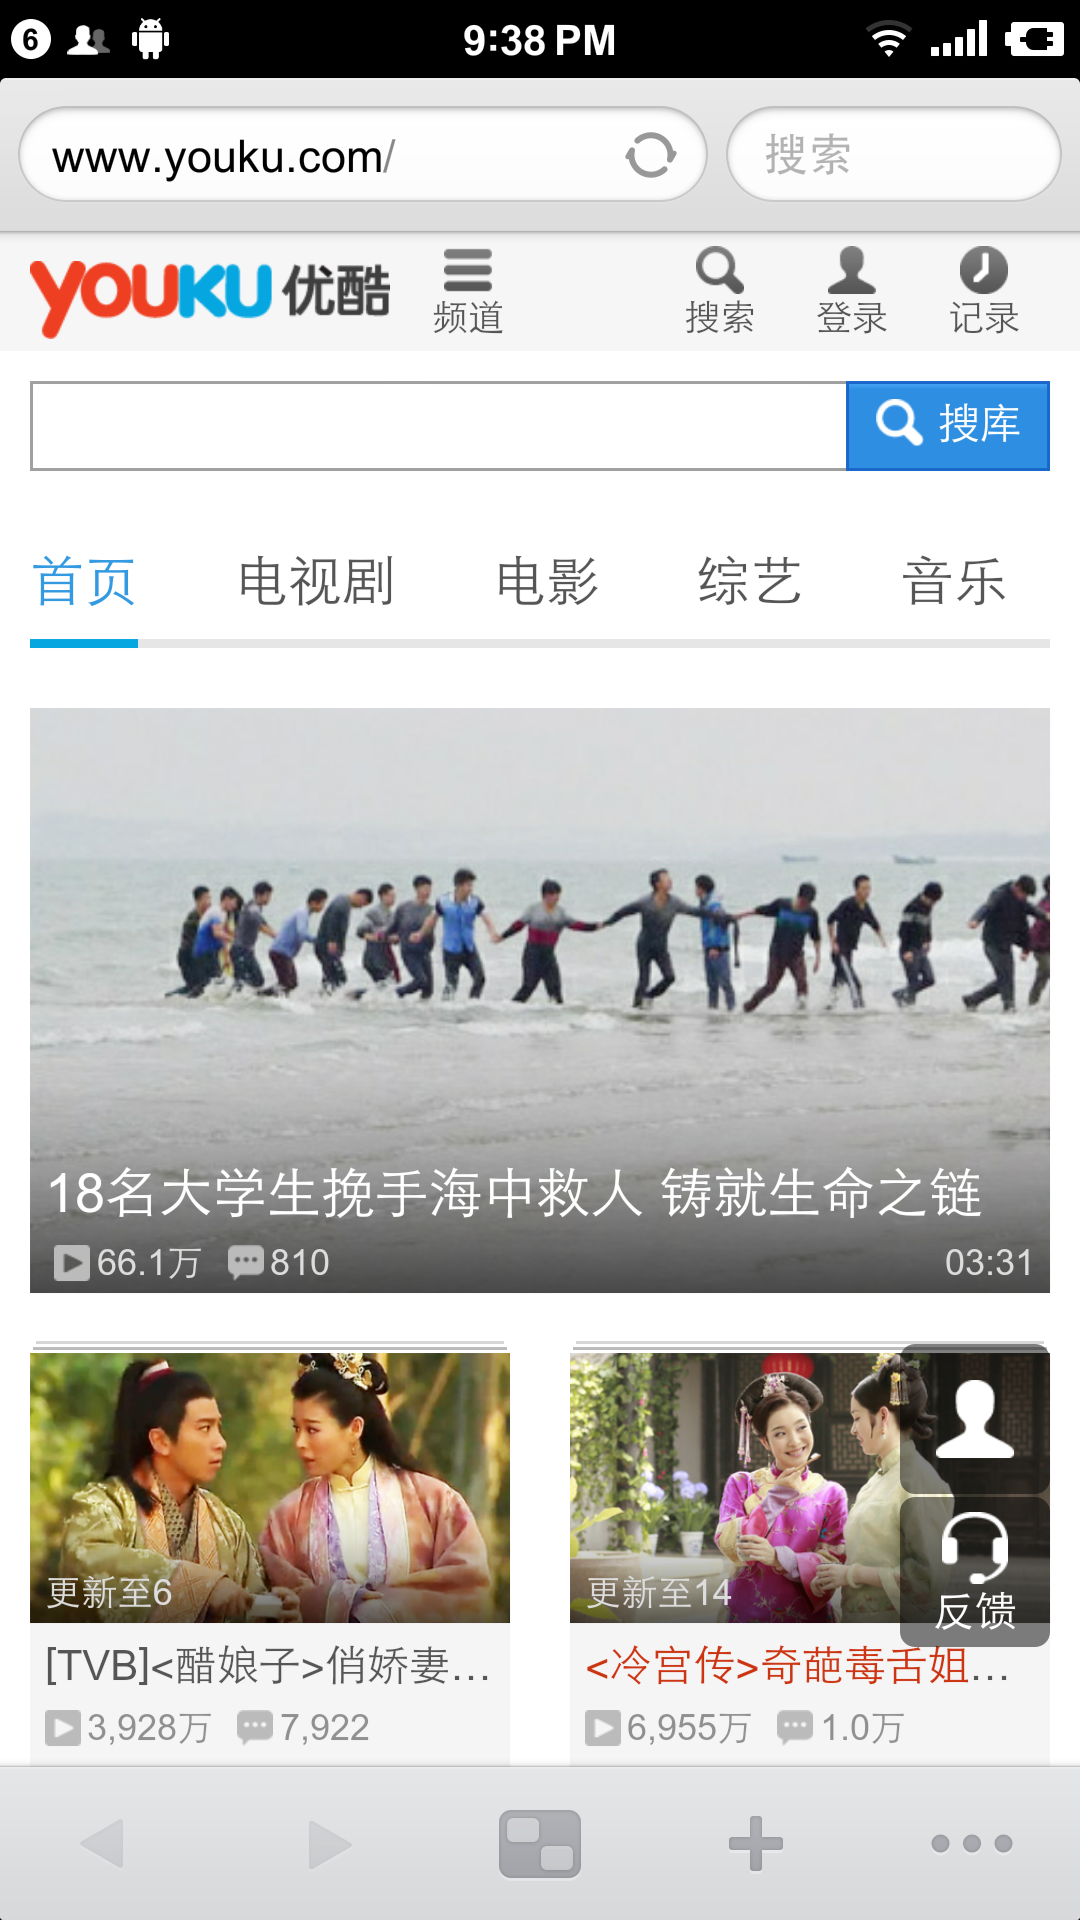 6
9:38 PM
www.youku.com/
搜索
YOUKU 优酷
频道
搜索
登录
记录
搜库
首页
电视剧
电影
综艺
音乐
18名大学生挽手海中救人 铸就生命之链
66.1万
810
03:31
更新至6
更新至14
反馈
[TVB]<醋娘子>俏娇妻...
<冷宫传>奇葩毒舌姐...
3,928万
7,922
6,955万
1.0万